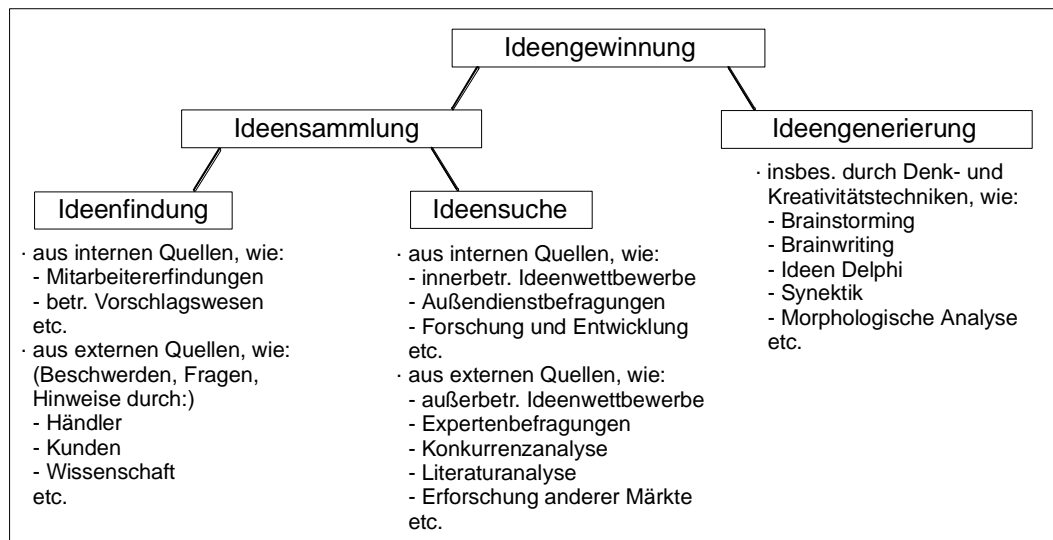 Ideengewinnung
Ideensammlung
Ideengenerierung
Ideenfindung
· aus internen Quellen, wie:
- Mitarbeitererfindungen
- betr. Vorschlagswesen
etc.
· aus externen Quellen, wie:
(Beschwerden, Fragen,
Hinweise durch:)
- Händler
- Kunden
- Wissenschaft
etc.
Ideensuche
· aus internen Quellen, wie:
- innerbetr. Ideenwettbewerbe
- Außendienstbefragungen
- Forschung und Entwicklung
etc.
· aus externen Quellen, wie:
- außerbetr. Ideenwettbewerbe
- Expertenbefragungen
- Konkurrenzanalyse
- Literaturanalyse
- Erforschung anderer Märkte
etc.
· insbes. durch Denk- und
Kreativitätstechniken, wie:
- Brainstorming
- Brainwriting
- Ideen Delphi
- Synektik
- Morphologische Analyse
etc.